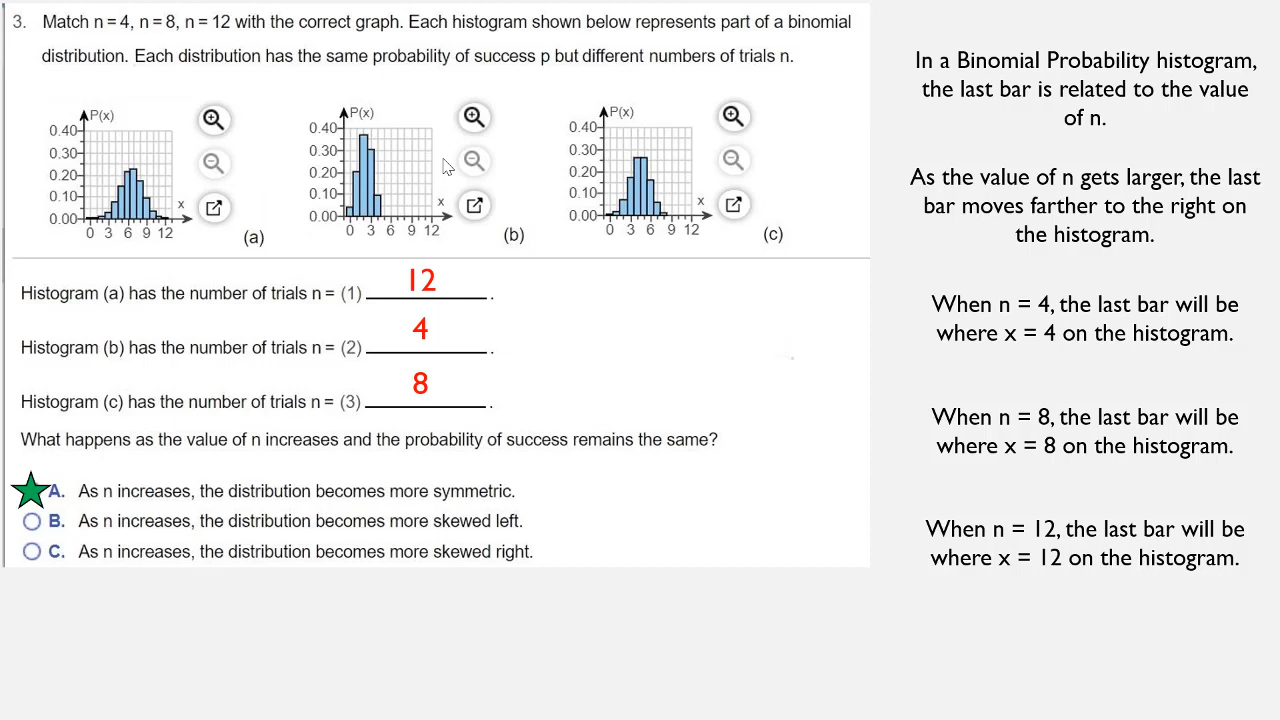 3. Match n = 4, n = 8, n = 12 with the correct graph. Each histogram shown below represents part of a binomial
distribution. Each distribution has the same probability of success p but different numbers of trials n.
P(x)
0.40
0.30
0.20
0.10
0.00
x
0 3 6 9 12
(a)
P(x)
0.40
0.30
0.20
0.10
0.00
x
0 3 6 9 12
(b)
P(x)
0.40
0.30
0.20
0.10
0.00
x
0 3 6 9 12
(c)
Histogram (a) has the number of trials n = (1) 12 .
Histogram (b) has the number of trials n = (2) 4 .
Histogram (c) has the number of trials n = (3) 8 .
What happens as the value of n increases and the probability of success remains the same?
A. As n increases, the distribution becomes more symmetric.
B. As n increases, the distribution becomes more skewed left.
C. As n increases, the distribution becomes more skewed right.
In a Binomial Probability histogram,
the last bar is related to the value
of n.
As the value of n gets larger, the last
bar moves farther to the right on
the histogram.
When n = 4, the last bar will be
where x = 4 on the histogram.
When n = 8, the last bar will be
where x = 8 on the histogram.
When n = 12, the last bar will be
where x = 12 on the histogram.